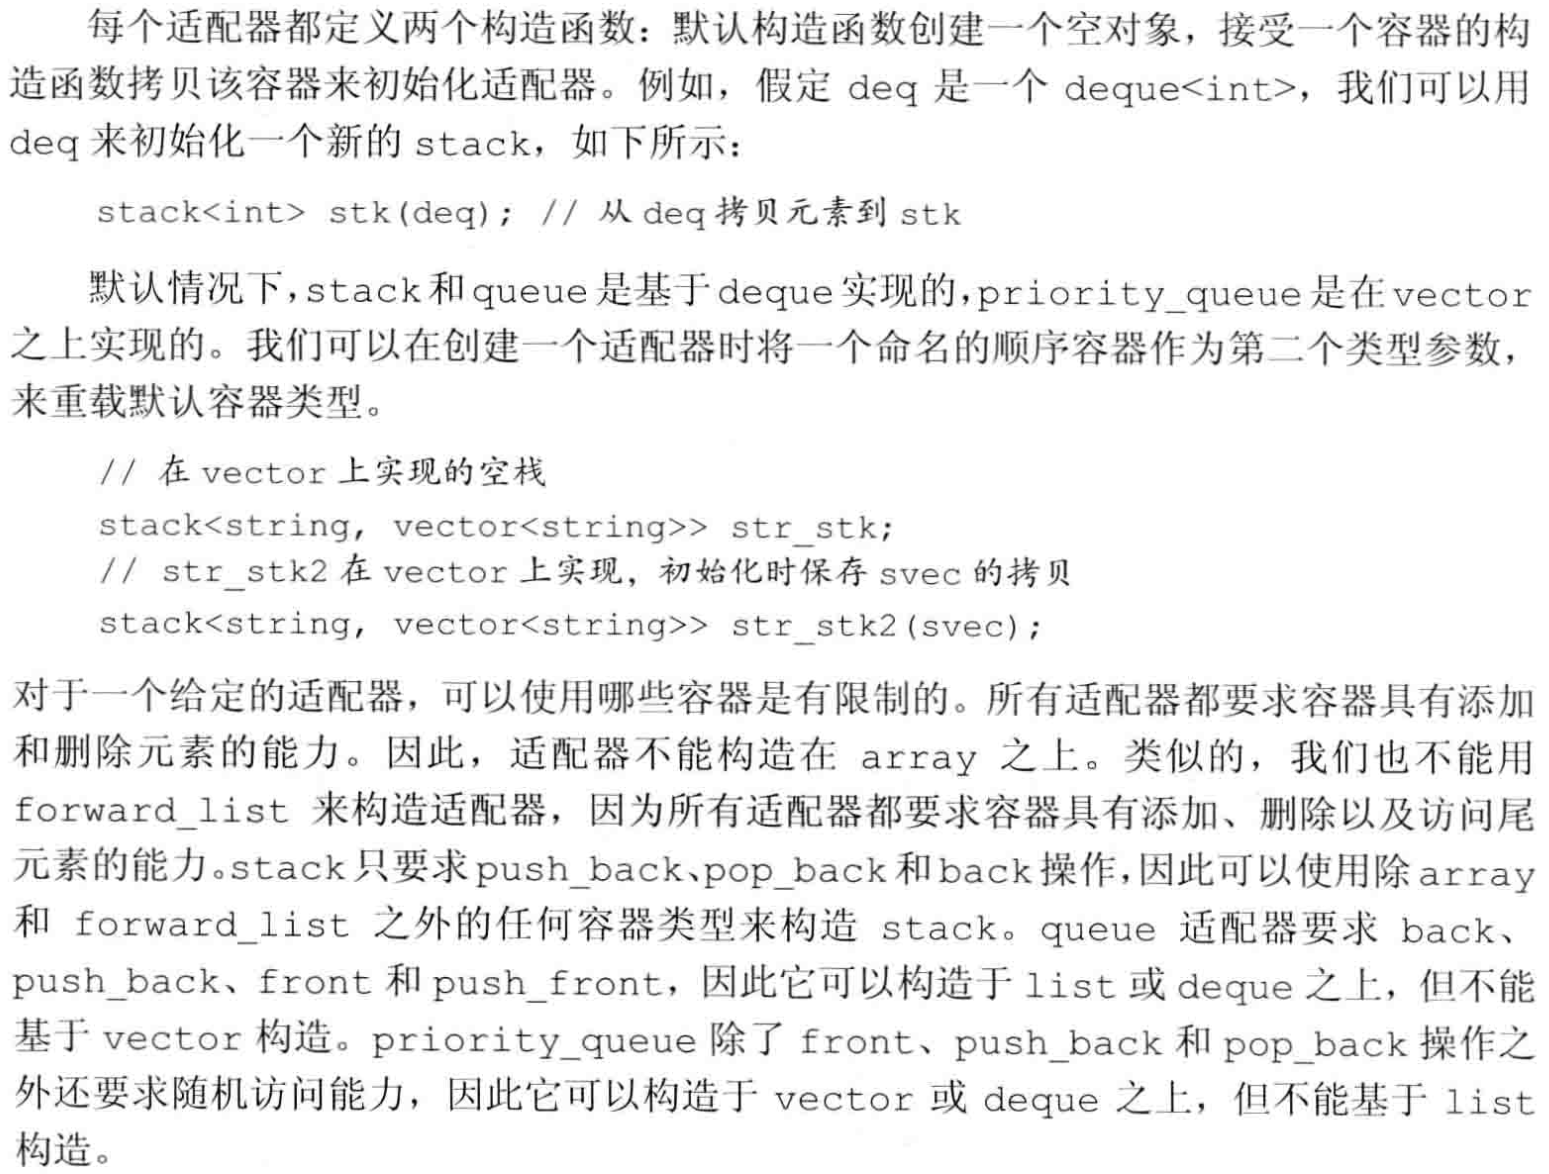 每个适配器都定义两个构造函数：默认构造函数创建一个空对象，接受一个容器的构
造函数拷贝该容器来初始化适配器。例如，假定 deq 是一个 deque<int>，我们可以用
deq 来初始化一个新的 stack，如下所示：
stack<int> stk(deq); // 从 deq 拷贝元素到 stk
默认情况下，stack 和 queue 是基于 deque 实现的，priority_queue 是在 vector
之上实现的。我们可以在创建一个适配器时将一个命名的顺序容器作为第二个类型参数，
来重载默认容器类型。
// 在 vector 上实现的空栈
stack<string, vector<string>> str_stk;
// str_stk2 在 vector 上实现，初始化时保存 svec 的拷贝
stack<string, vector<string>> str_stk2(svec);
对于一个给定的适配器，可以使用哪些容器是有限制的。所有适配器都要求容器具有添加
和删除元素的能力。因此，适配器不能构造在 array 之上。类似的，我们也不能用
forward_list 来构造适配器，因为所有适配器都要求容器具有添加、删除以及访问尾
元素的能力。stack 只要求 push_back、pop_back 和 back 操作，因此可以使用除 array
和 forward_list 之外的任何容器类型来构造 stack。queue 适配器要求 back、
push_back、front 和 push_front，因此它可以构造于 list 或 deque 之上，但不能
基于 vector 构造。priority_queue 除了 front、push_back 和 pop_back 操作之
外还要求随机访问能力，因此它可以构造于 vector 或 deque 之上，但不能基于 list
构造。